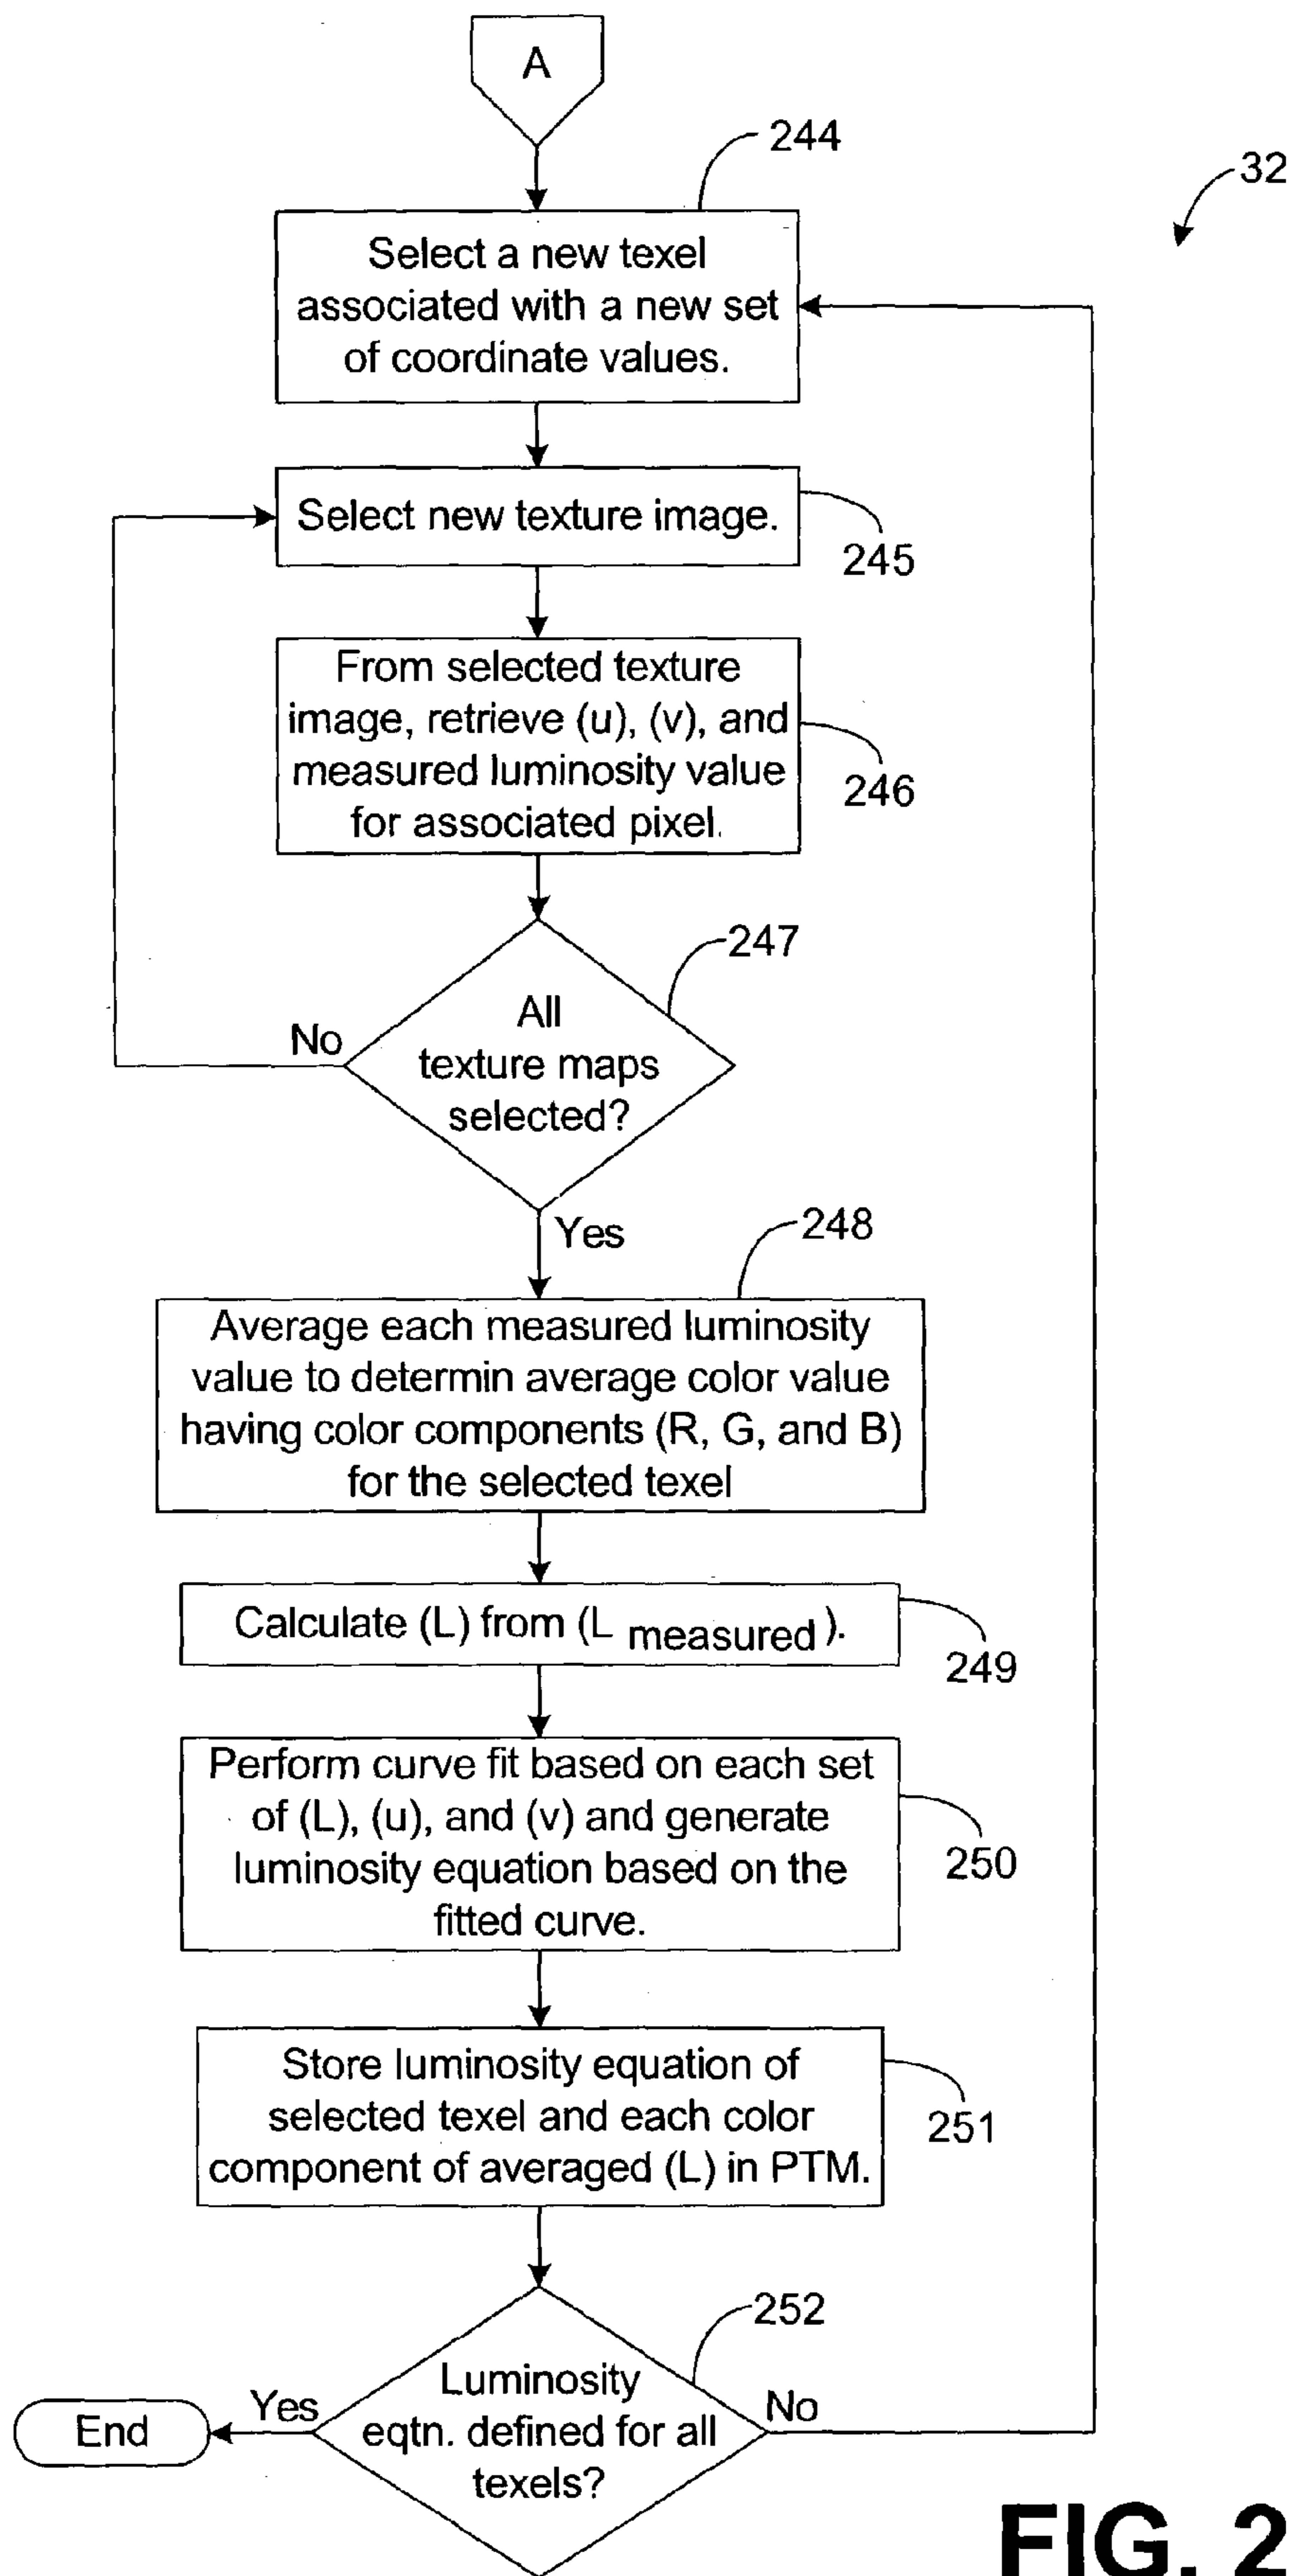 A
244
32
Select a new texel
associated with a new set
of coordinate values.
Select new texture image.
245
From selected texture
image, retrieve (u), (v), and
measured luminosity value
for associated pixel.
246
247
All
texture maps
selected?
No
Yes
248
Average each measured luminosity
value to determin average color value
having color components (R, G, and B)
for the selected texel
Calculate (L) from (L measured).
249
Perform curve fit based on each set
of (L), (u), and (v) and generate
luminosity equation based on the
fitted curve.
250
Store luminosity equation of
selected texel and each color
component of averaged (L) in PTM.
251
252
Luminosity
eqtn. defined for all
texels?
Yes
No
End
FIG. 2